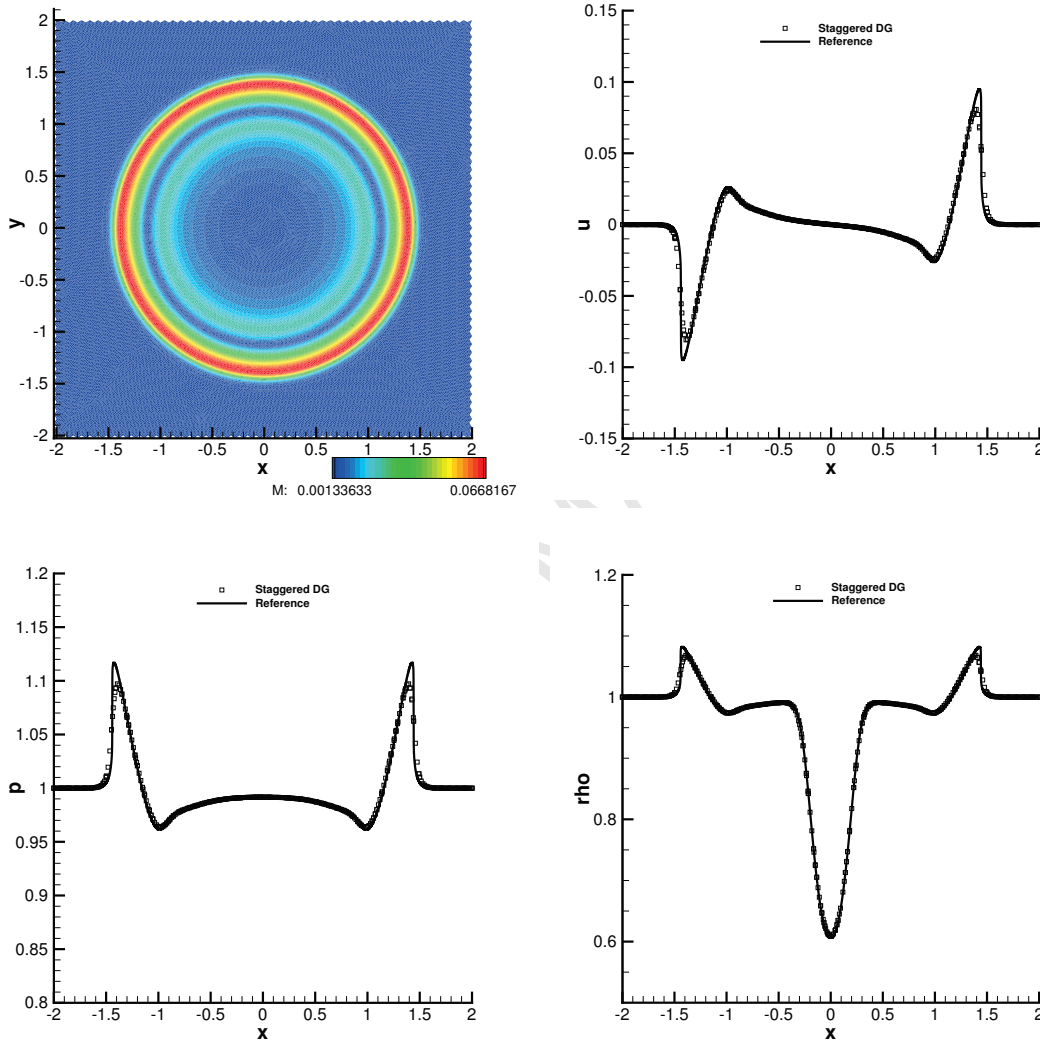 2
1.5
1
0.5
0
-0.5
-1
-1.5
-2
y
-2 -1.5 -1 -0.5 0 0.5 1 1.5 2
x
M: 0.00133633 0.0668167
0.15
0.1
0.05
0
-0.05
-0.1
-0.15
u
Staggered DG
Reference
-2 -1.5 -1 -0.5 0 0.5 1 1.5 2
x
1.2
1.15
1.1
1.05
1
0.95
0.9
0.85
0.8
p
Staggered DG
Reference
-2 -1.5 -1 -0.5 0 0.5 1 1.5 2
x
1.2
1
0.8
0.6
rho
Staggered DG
Reference
-2 -1.5 -1 -0.5 0 0.5 1 1.5 2
x